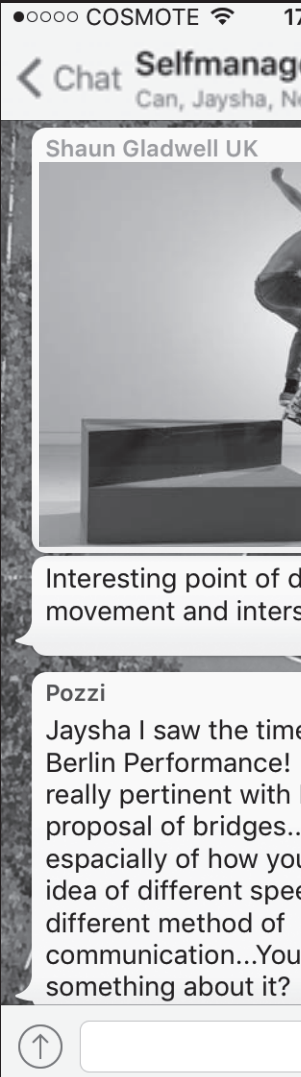 COSMOTE 17
Chat Selfmanag
Can, Jaysha, N
Shaun Gladwell UK
Interesting point of d
movement and inters
Pozzi
Jaysha I saw the time
Berlin Performance!
really pertinent with
proposal of bridges..
espacially of how you
idea of different spee
different method of
communication...You
something about it?